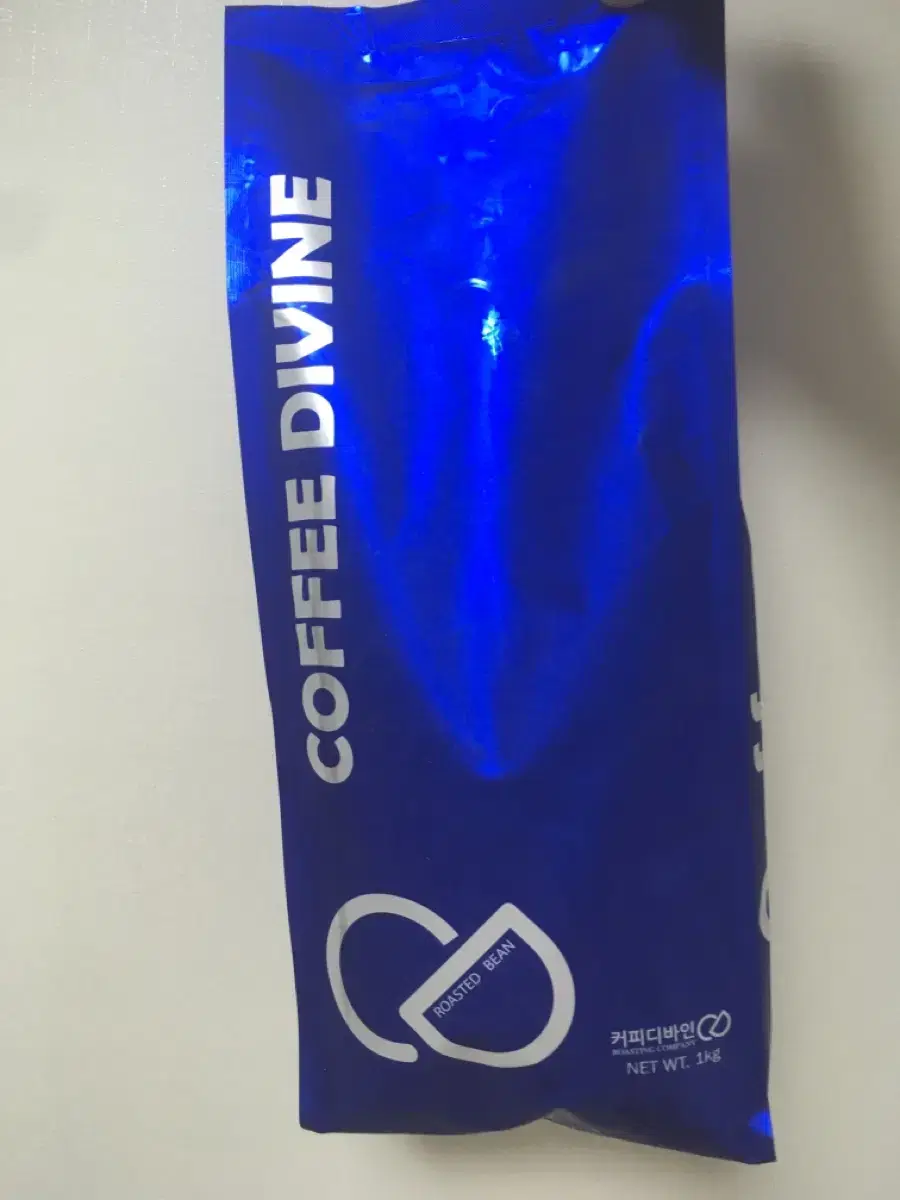 COFFEE DIVINE
ROASTED BEAN
커피디바인
ROASTING COMPANY
NET WT. 1kg